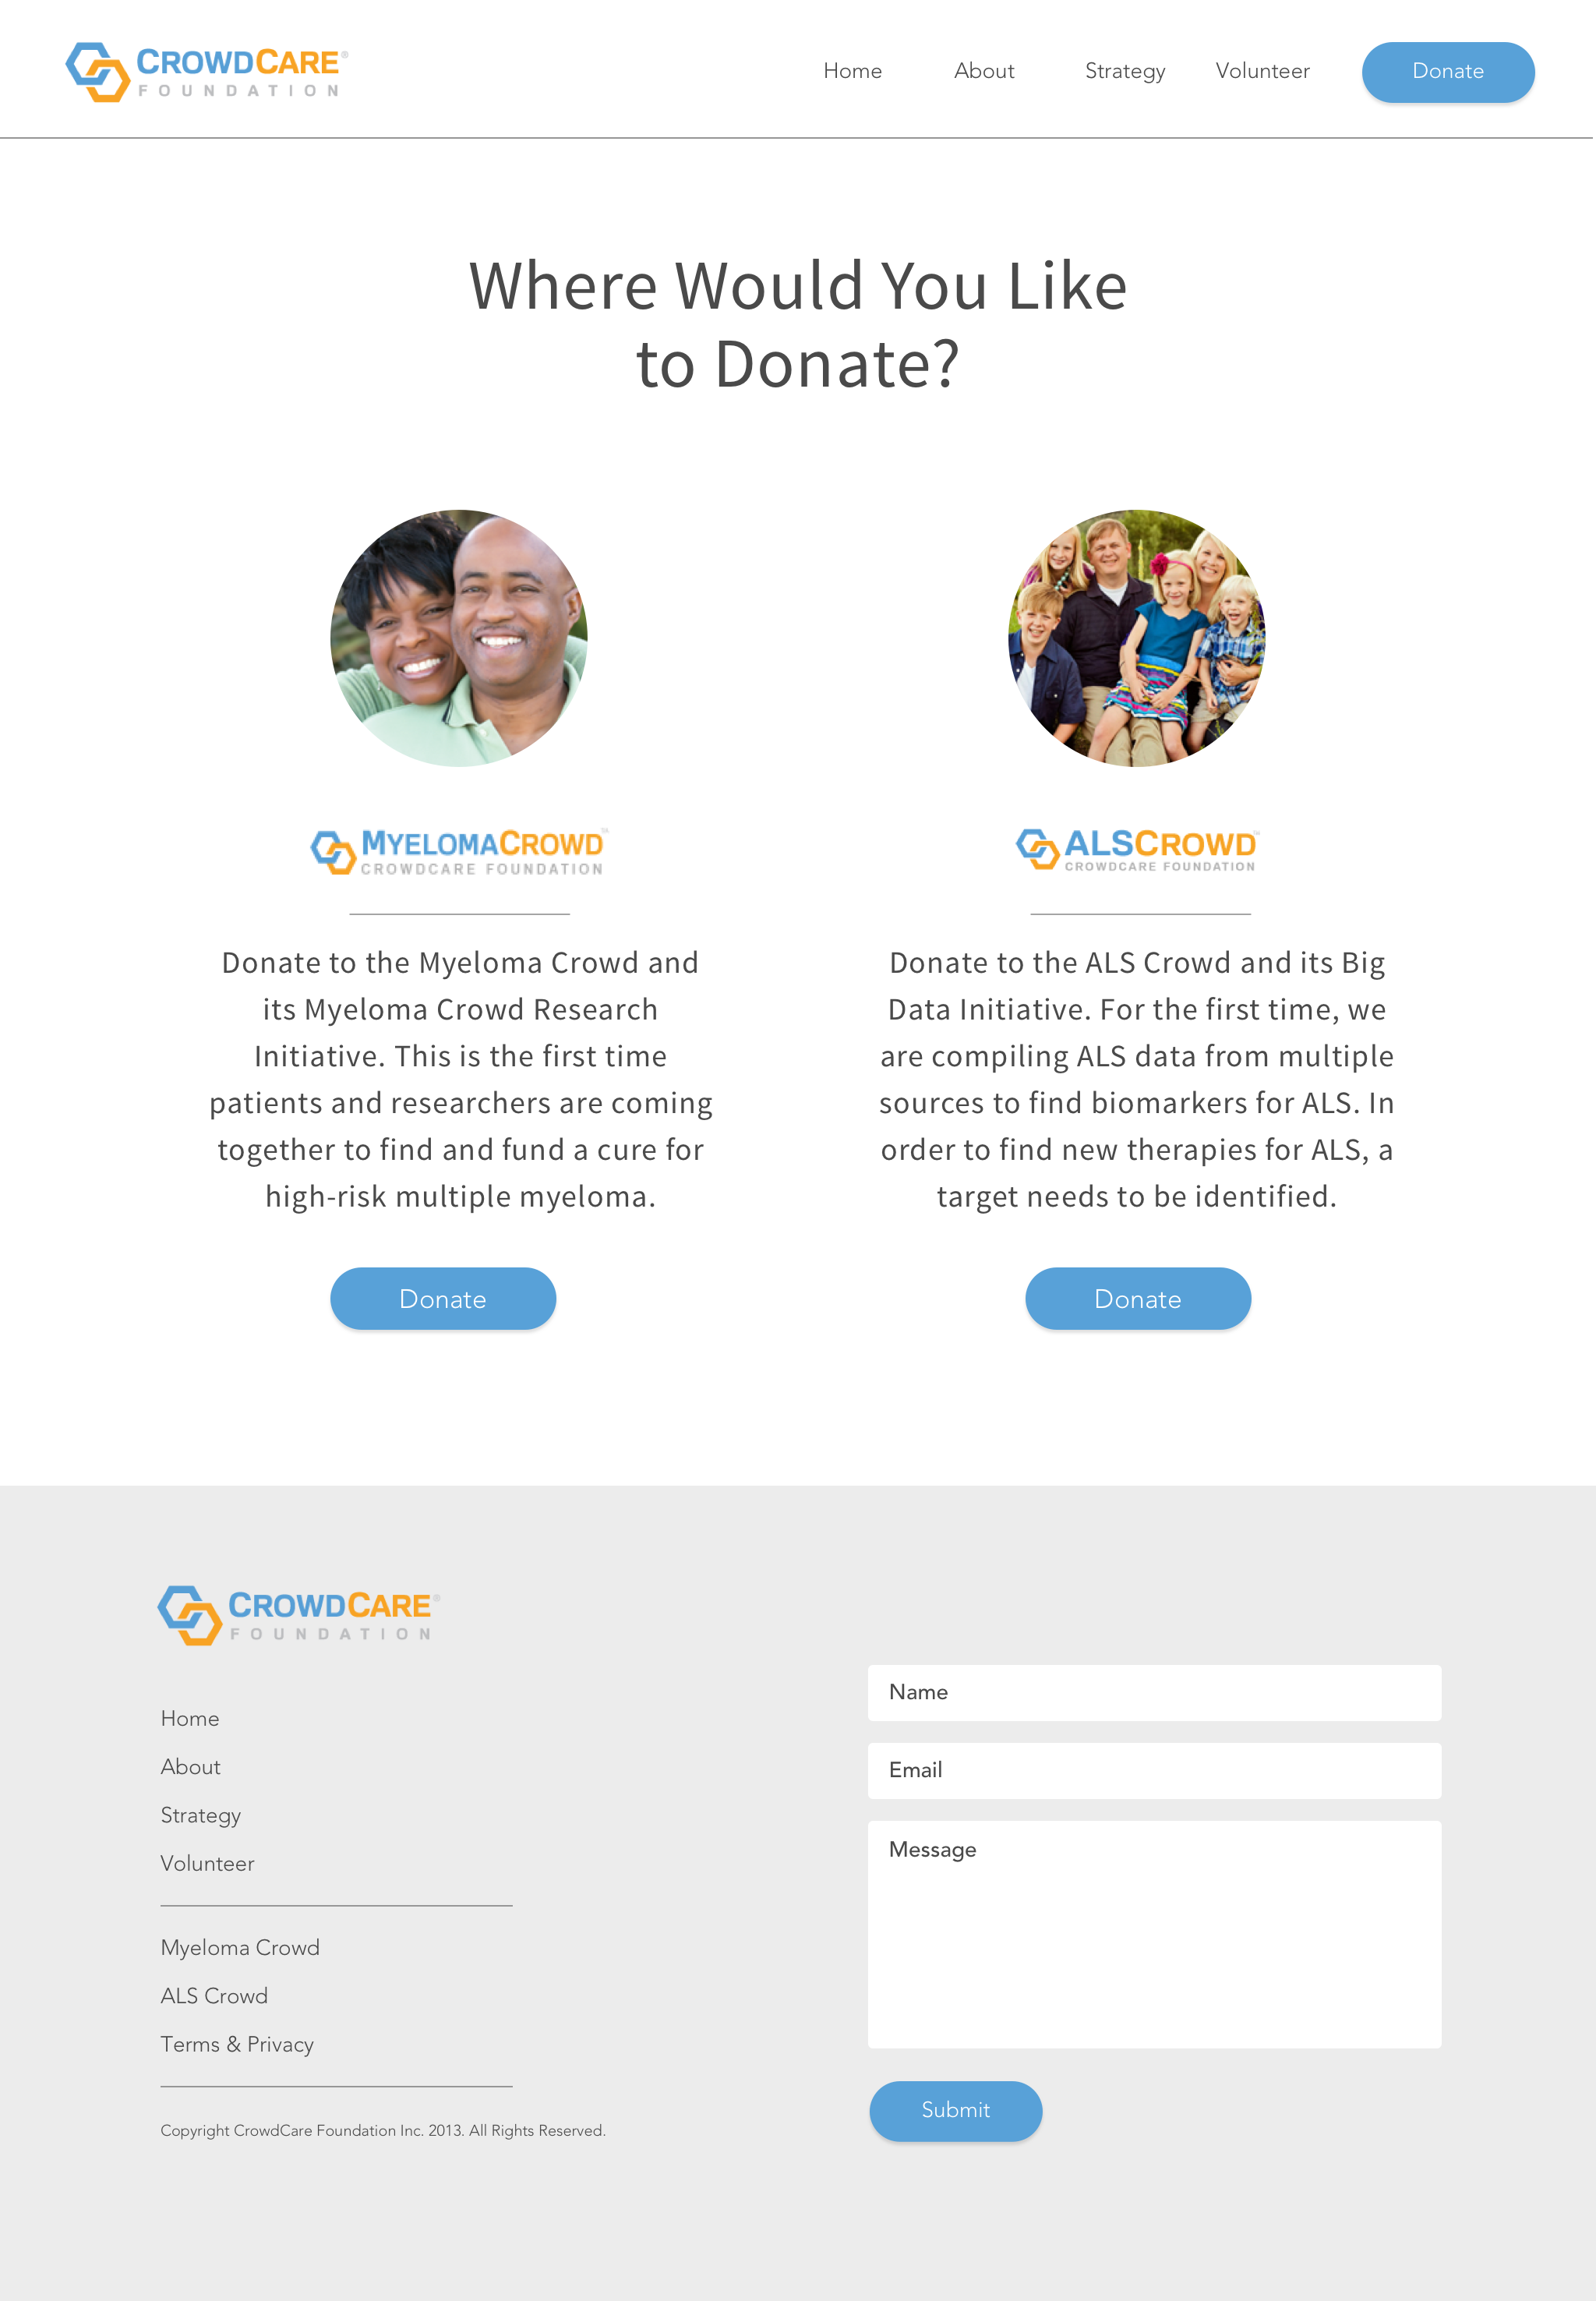 CROWDCARE®
FOUNDATION
Home
About
Strategy
Volunteer
Donate
Where Would You Like
to Donate?
MYELOMACROWD™
CROWDCARE FOUNDATION
Donate to the Myeloma Crowd and
its Myeloma Crowd Research
Initiative. This is the first time
patients and researchers are coming
together to find and fund a cure for
high-risk multiple myeloma.
Donate
ALSCROWD™
CROWDCARE FOUNDATION
Donate to the ALS Crowd and its Big
Data Initiative. For the first time, we
are compiling ALS data from multiple
sources to find biomarkers for ALS. In
order to find new therapies for ALS, a
target needs to be identified.
Donate
CROWDCARE®
FOUNDATION
Home
About
Strategy
Volunteer
Myeloma Crowd
ALS Crowd
Terms & Privacy
Copyright CrowdCare Foundation Inc. 2013. All Rights Reserved.
Name
Email
Message
Submit